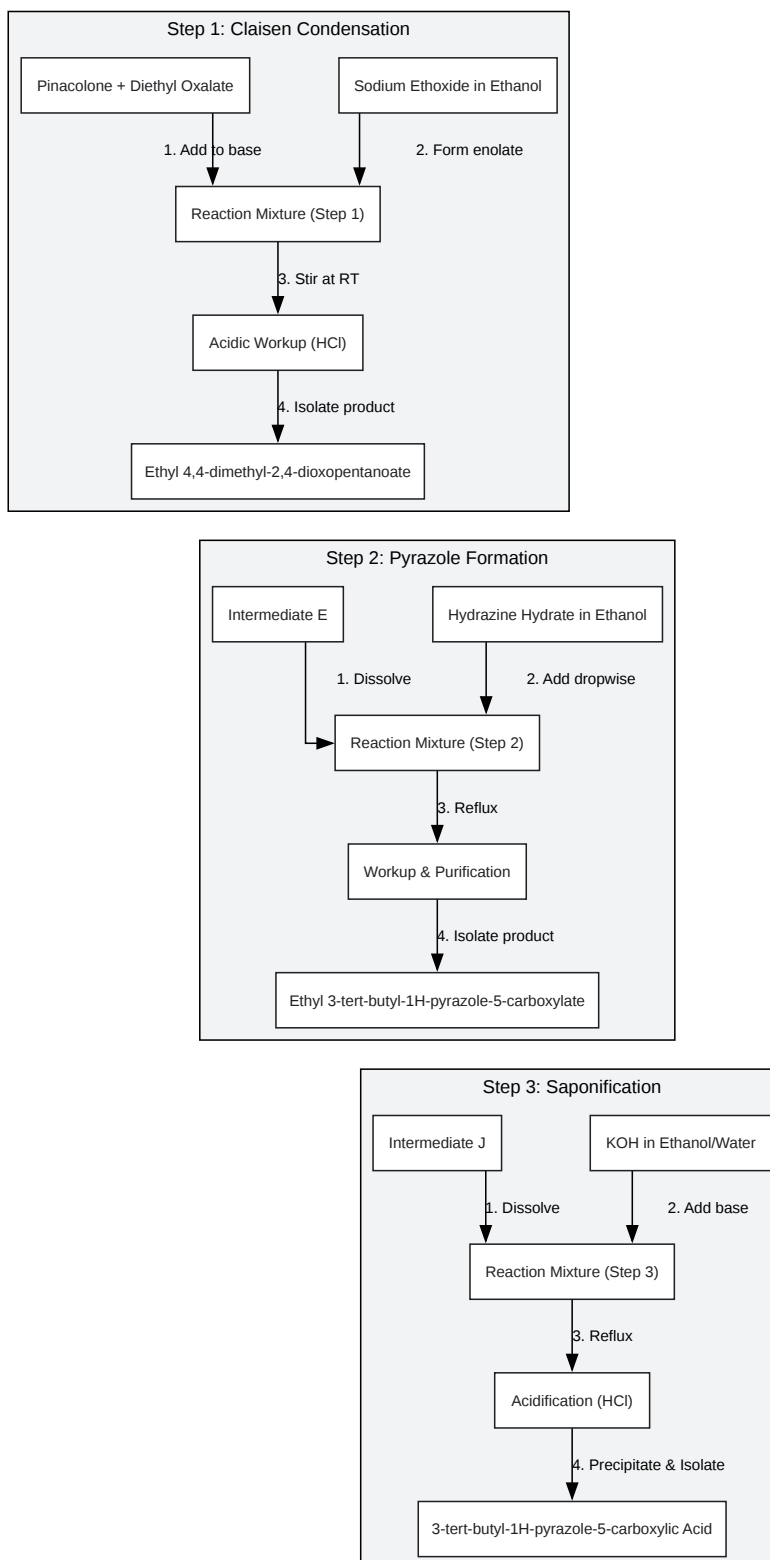 Step 1: Claisen Condensation
Pinacolone + Diethyl Oxalate
Sodium Ethoxide in Ethanol
1. Add to base
2. Form enolate
Reaction Mixture (Step 1)
3. Stir at RT
Acidic Workup (HCl)
4. Isolate product
Ethyl 4,4-dimethyl-2,4-dioxopentanoate
Step 2: Pyrazole Formation
Intermediate E
Hydrazine Hydrate in Ethanol
1. Dissolve
2. Add dropwise
Reaction Mixture (Step 2)
3. Reflux
Workup & Purification
4. Isolate product
Ethyl 3-tert-butyl-1H-pyrazole-5-carboxylate
Step 3: Saponification
Intermediate J
KOH in Ethanol/Water
1. Dissolve
2. Add base
Reaction Mixture (Step 3)
3. Reflux
Acidification (HCl)
4. Precipitate & Isolate
3-tert-butyl-1H-pyrazole-5-carboxylic Acid